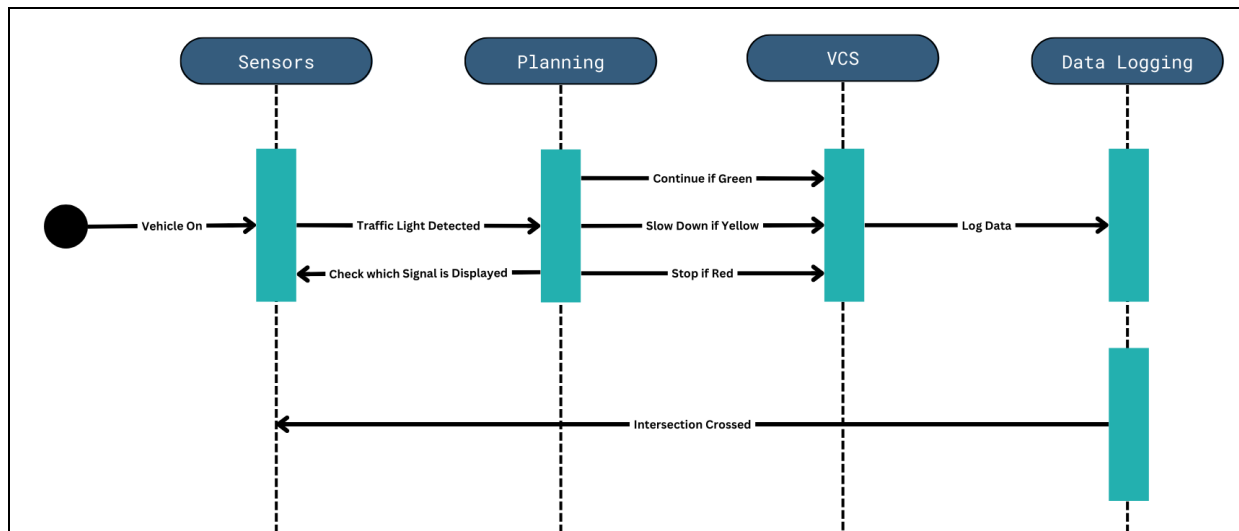 Sensors
Planning
VCS
Data Logging
Continue if Green
Vehicle On
Traffic Light Detected
Slow Down if Yellow
Log Data
Check which Signal is Displayed
Stop if Red
Intersection Crossed